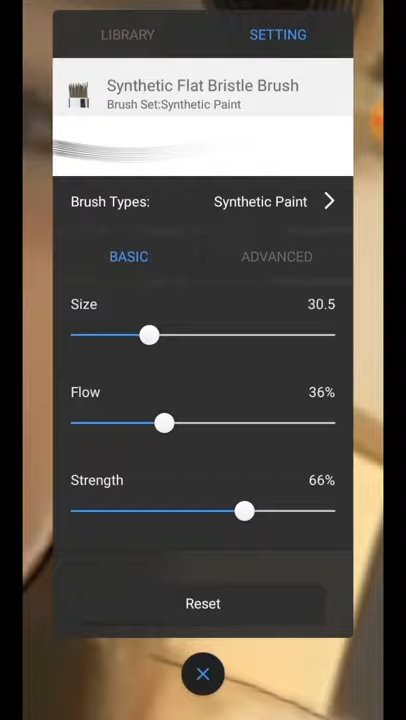 LIBRARY SETTING
Synthetic Flat Bristle Brush
Brush Set:Synthetic Paint
Brush Types: Synthetic Paint
BASIC ADVANCED
Size 30.5
Flow 36%
Strength 66%
Reset